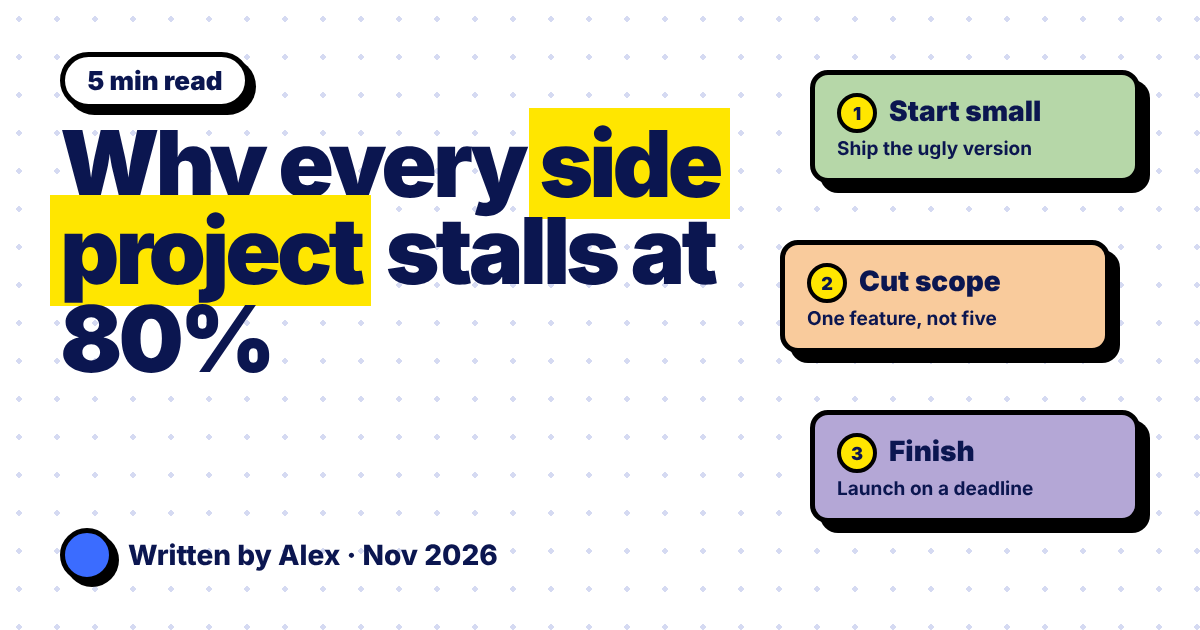 5 min read
Why every side
project stalls at
80%
Written by Alex · Nov 2026
1 Start small
Ship the ugly version
2 Cut scope
One feature, not five
3 Finish
Launch on a deadline